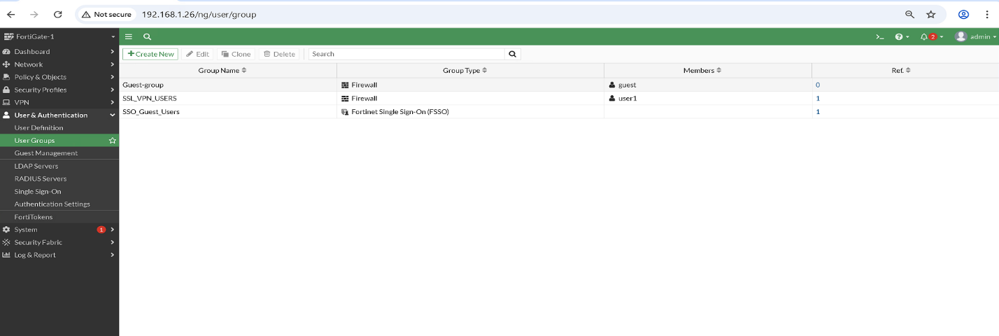 Not secure 192.168.1.26/ng/user/group
FortiGate-1
>_ 2 admin
Dashboard
Network
Policy & Objects
Security Profiles
VPN
User & Authentication
User Definition
User Groups
Guest Management
LDAP Servers
RADIUS Servers
Single Sign-On
Authentication Settings
FortiTokens
System 1
Security Fabric
Log & Report
+Create New Edit Clone Delete Search
Group Name Group Type Members Ref.
Guest-group Firewall guest 0
SSL_VPN_USERS Firewall user1 1
SSO_Guest_Users Fortinet Single Sign-On (FSSO) 1